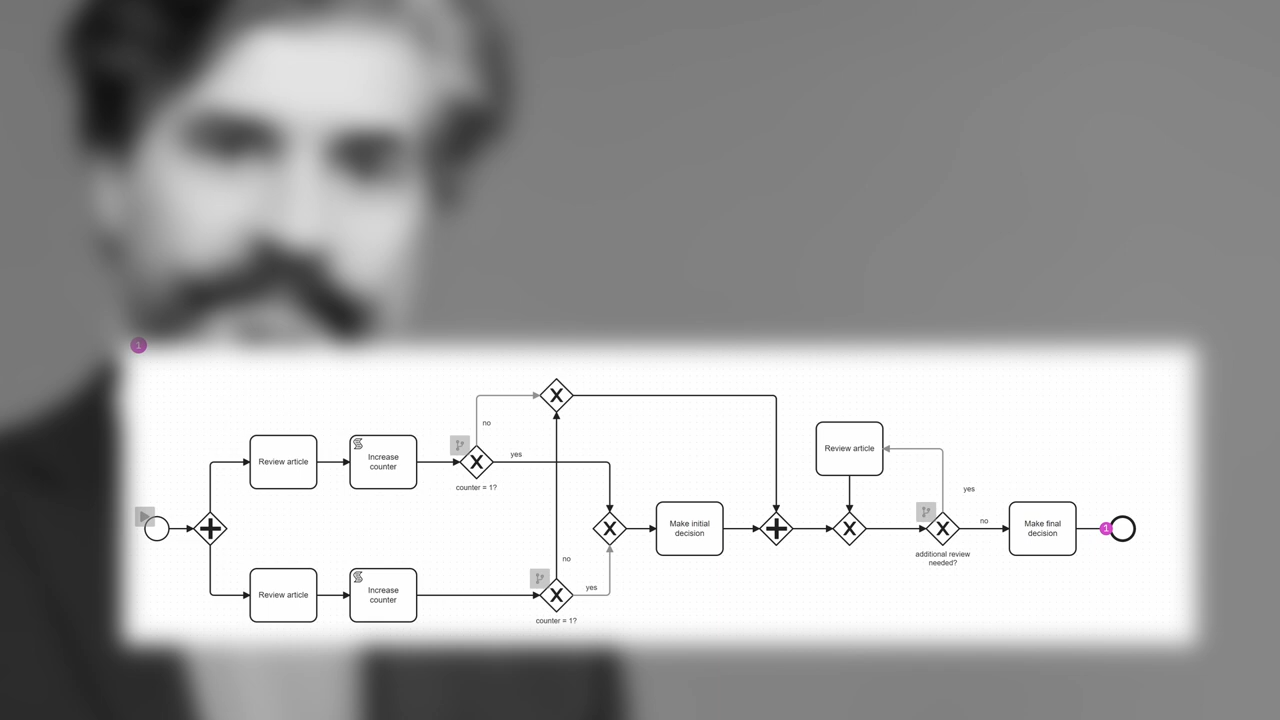 1
no
Review article
Increase
counter
yes
counter = 1?
Review article
yes
Make initial
decision
no
Make final
decision
1
additional review
needed?
no
Review article
Increase
counter
yes
counter = 1?